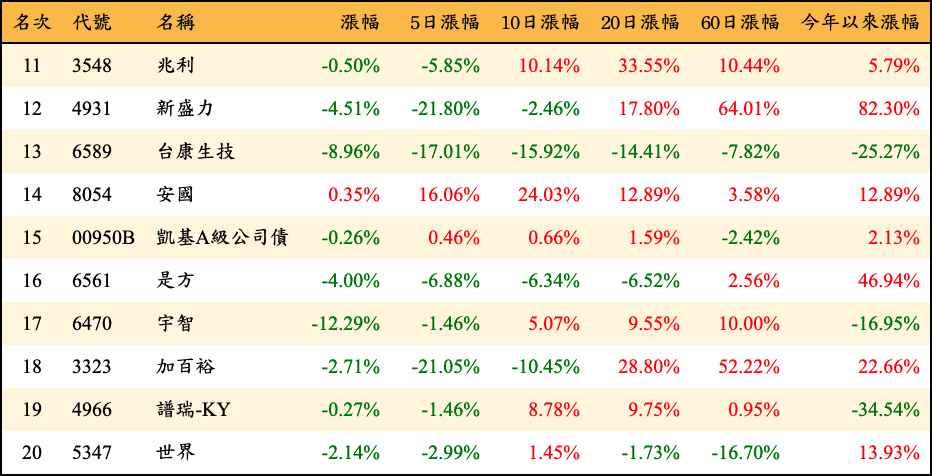 名次 代號 名稱 漲幅 5日漲幅 10日漲幅 20日漲幅 60日漲幅 今年以來漲幅
11 3548 兆利 -0.50% -5.85% 10.14% 33.55% 10.44% 5.79%
12 4931 新盛力 -4.51% -21.80% -2.46% 17.80% 64.01% 82.30%
13 6589 台康生技 -8.96% -17.01% -15.92% -14.41% -7.82% -25.27%
14 8054 安國 0.35% 16.06% 24.03% 12.89% 3.58% 12.89%
15 00950B 凱基A級公司債 -0.26% 0.46% 0.66% 1.59% -2.42% 2.13%
16 6561 是方 -4.00% -6.88% -6.34% -6.52% 2.56% 46.94%
17 6470 宇智 -12.29% -1.46% 5.07% 9.55% 10.00% -16.95%
18 3323 加百裕 -2.71% -21.05% -10.45% 28.80% 52.22% 22.66%
19 4966 譜瑞-KY -0.27% -1.46% 8.78% 9.75% 0.95% -34.54%
20 5347 世界 -2.14% -2.99% 1.45% -1.73% -16.70% 13.93%